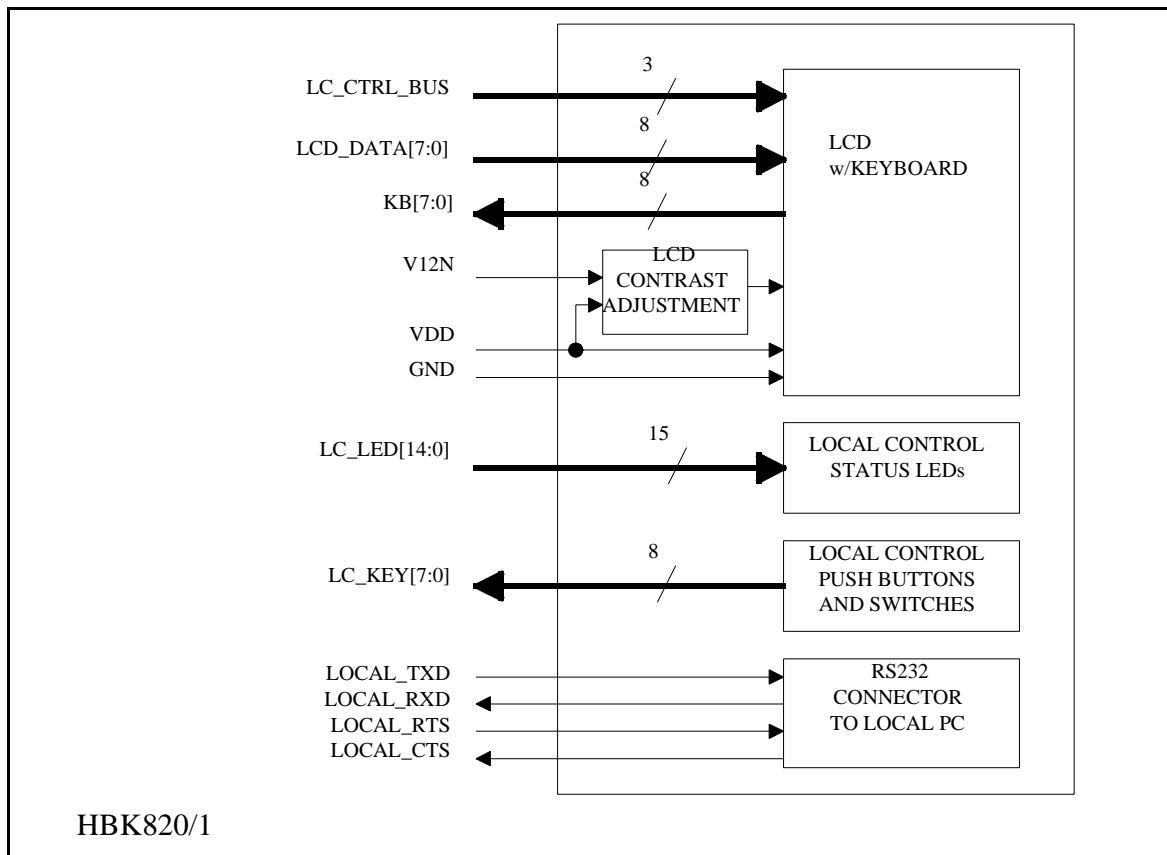 3
LC_CTRL_BUS
8
LCD_DATA[7:0]
LCD
w/KEYBOARD
8
KB[7:0]
V12N
LCD
CONTRAST
ADJUSTMENT
VDD
GND
15
LC_LED[14:0]
LOCAL CONTROL
STATUS LEDs
8
LC_KEY[7:0]
LOCAL CONTROL
PUSH BUTTONS
AND SWITCHES
LOCAL_TXD
LOCAL_RXD
LOCAL_RTS
LOCAL_CTS
RS232
CONNECTOR
TO LOCAL PC
HBK820/1